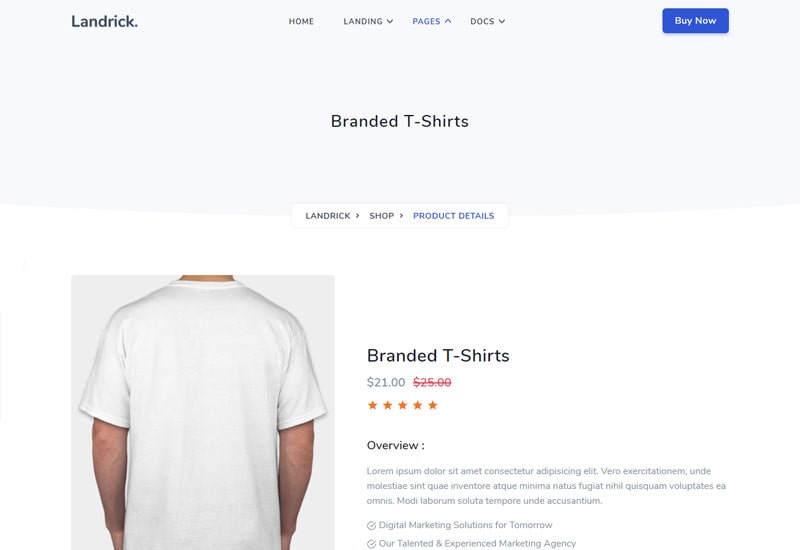 Landrick.
HOME
LANDING
PAGES
DOCS
Buy Now
Branded T-Shirts
LANDRICK > SHOP > PRODUCT DETAILS
Branded T-Shirts
$21.00 $25.00
Overview :
Lorem ipsum dolor sit amet consectetur adipisicing elit. Vero exercitationem, unde
molestiae sint quae inventore atque minima natus fugiat nihil quisquam voluptates ea
omnis. Modi laborum soluta tempore unde accusantium.
Digital Marketing Solutions for Tomorrow
Our Talented & Experienced Marketing Agency